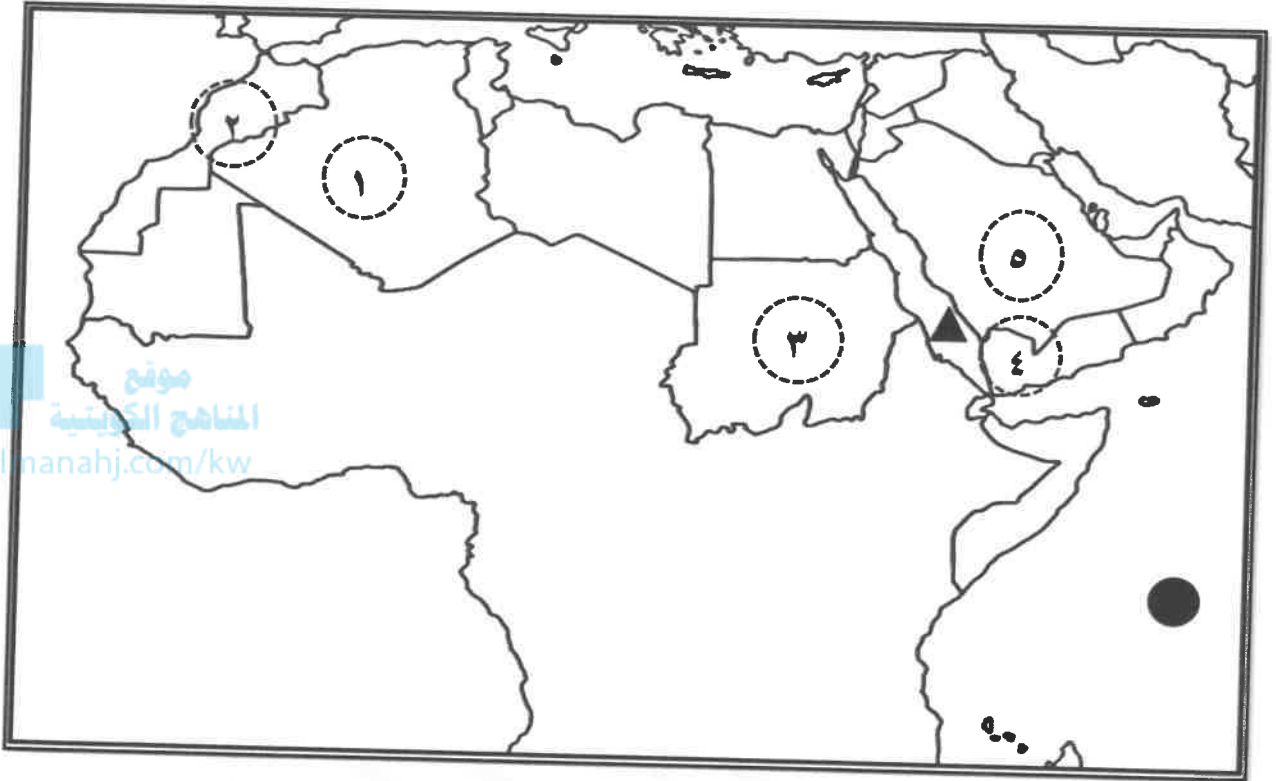 ٢
١
٥
٣
٤
موقع
المناهج الكويتية
lmanahj.com/kw